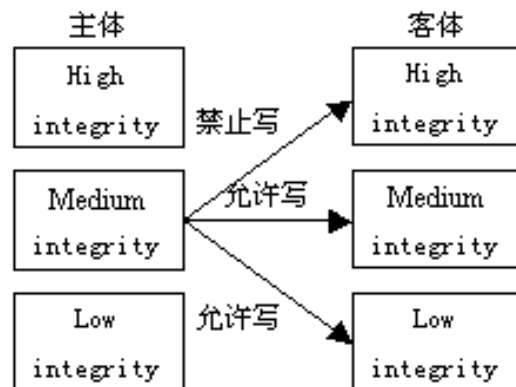 主体
客体
High
integrity
禁止写
High
integrity
Medium
integrity
允许写
Medium
integrity
Low
integrity
允许写
Low
integrity